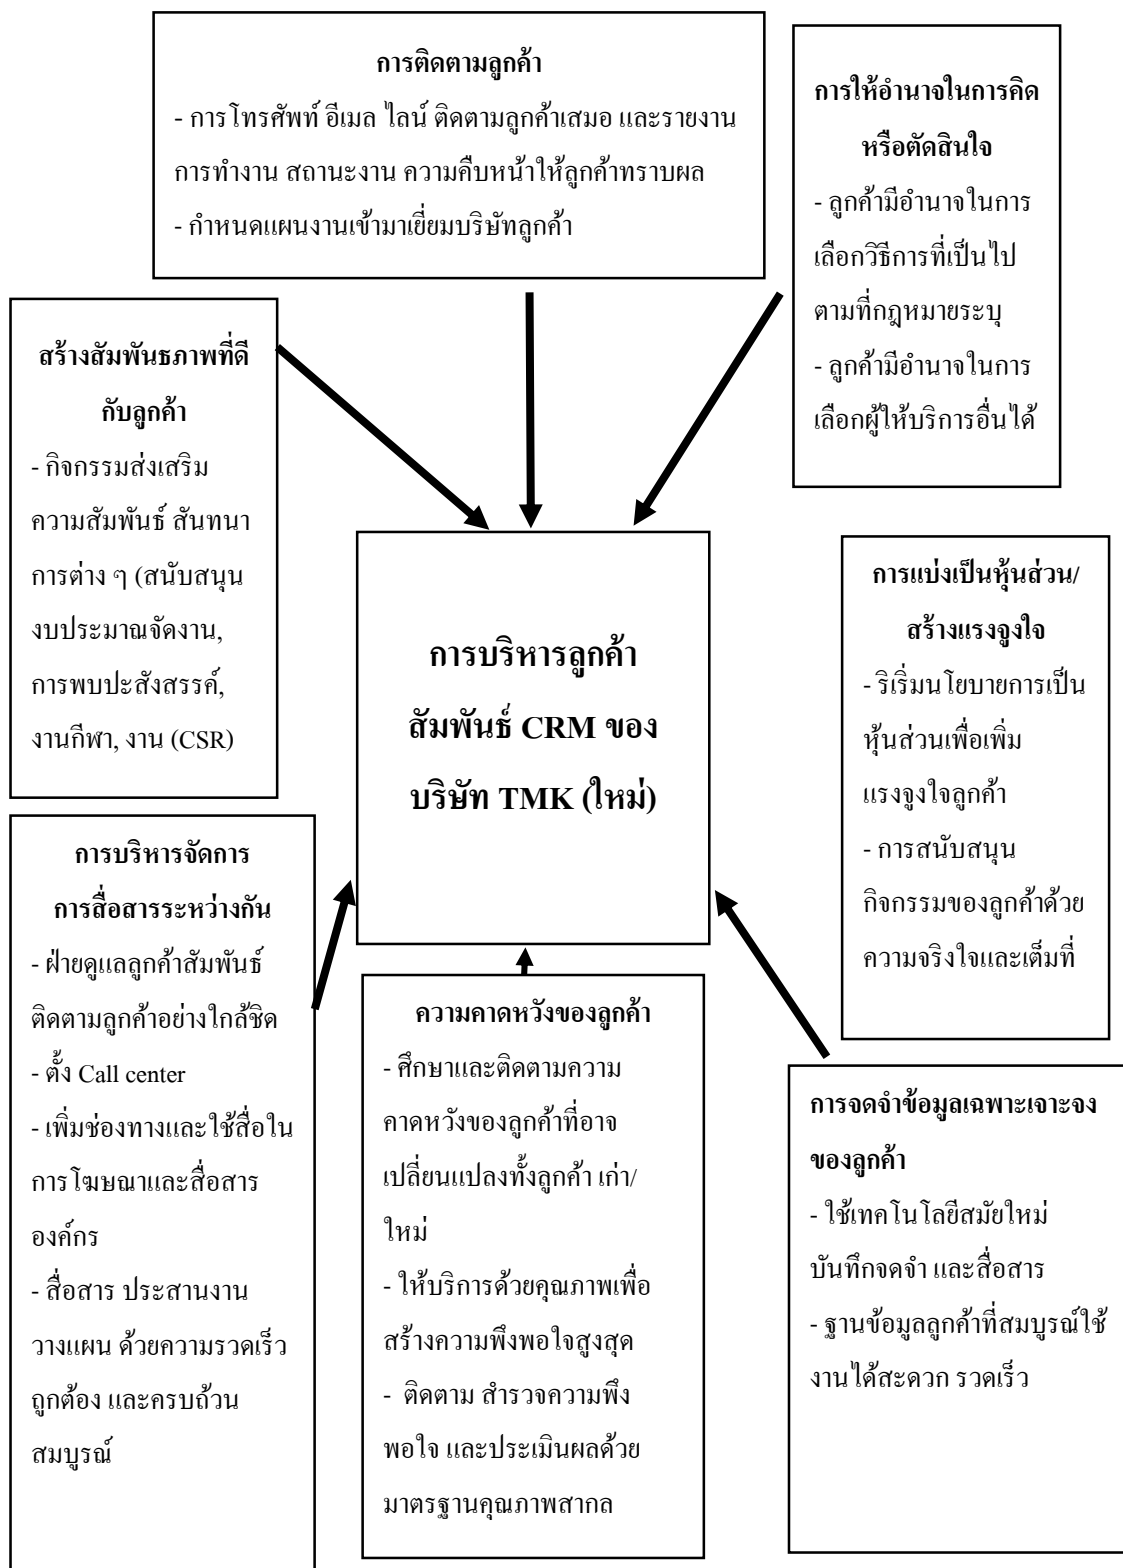 การติดตามลูกค้า
- การโทรศัพท์ อีเมล ไลน์ ติดตามลูกค้าเสมอ และรายงาน
การทำงาน สถานะงาน ความคืบหน้าให้ลูกค้าทราบผล
- กำหนดแผนงานเข้ามาเยี่ยมบริษัทลูกค้า
การให้อำนาจในการคิด
หรือตัดสินใจ
- ลูกค้ามีอำนาจในการ
เลือกวิธีการที่เป็นไป
ตามที่กฎหมายระบุ
- ลูกค้ามีอำนาจในการ
เลือกผู้ให้บริการอื่นได้
สร้างสัมพันธภาพที่ดี
กับลูกค้า
- กิจกรรมส่งเสริม
ความสัมพันธ์ สันทนา
การต่าง ๆ (สนับสนุน
งบประมาณจัดงาน,
การพบปะสังสรรค์,
งานกีฬา, งาน (CSR)
การบริหารลูกค้า
สัมพันธ์ CRM ของ
บริษัท TMK (ใหม่)
การแบ่งเป็นหุ้นส่วน/
สร้างแรงจูงใจ
- ริเริ่มนโยบายการเป็น
หุ้นส่วนเพื่อเพิ่ม
แรงจูงใจลูกค้า
- การสนับสนุน
กิจกรรมของลูกค้าด้วย
ความจริงใจและเต็มที่
การบริหารจัดการ
การสื่อสารระหว่างกัน
- ฝ่ายดูแลลูกค้าสัมพันธ์
ติดตามลูกค้าอย่างใกล้ชิด
- ตั้ง Call center
- เพิ่มช่องทางและใช้สื่อใน
การโฆษณาและสื่อสาร
องค์กร
- สื่อสาร ประสานงาน
วางแผน ด้วยความรวดเร็ว
ถูกต้อง และครบถ้วน
สมบูรณ์
ความคาดหวังของลูกค้า
- ศึกษาและติดตามความ
คาดหวังของลูกค้าที่อาจ
เปลี่ยนแปลงทั้งลูกค้า เก่า/
ใหม่
- ให้บริการด้วยคุณภาพเพื่อ
สร้างความพึงพอใจสูงสุด
- ติดตาม สำรวจความพึง
พอใจ และประเมินผลด้วย
มาตรฐานคุณภาพสากล
การจดจำข้อมูลเฉพาะเจาะจง
ของลูกค้า
- ใช้เทคโนโลยีสมัยใหม่
บันทึกจดจำ และสื่อสาร
- ฐานข้อมูลลูกค้าที่สมบูรณ์ใช้
งานได้สะดวก รวดเร็ว